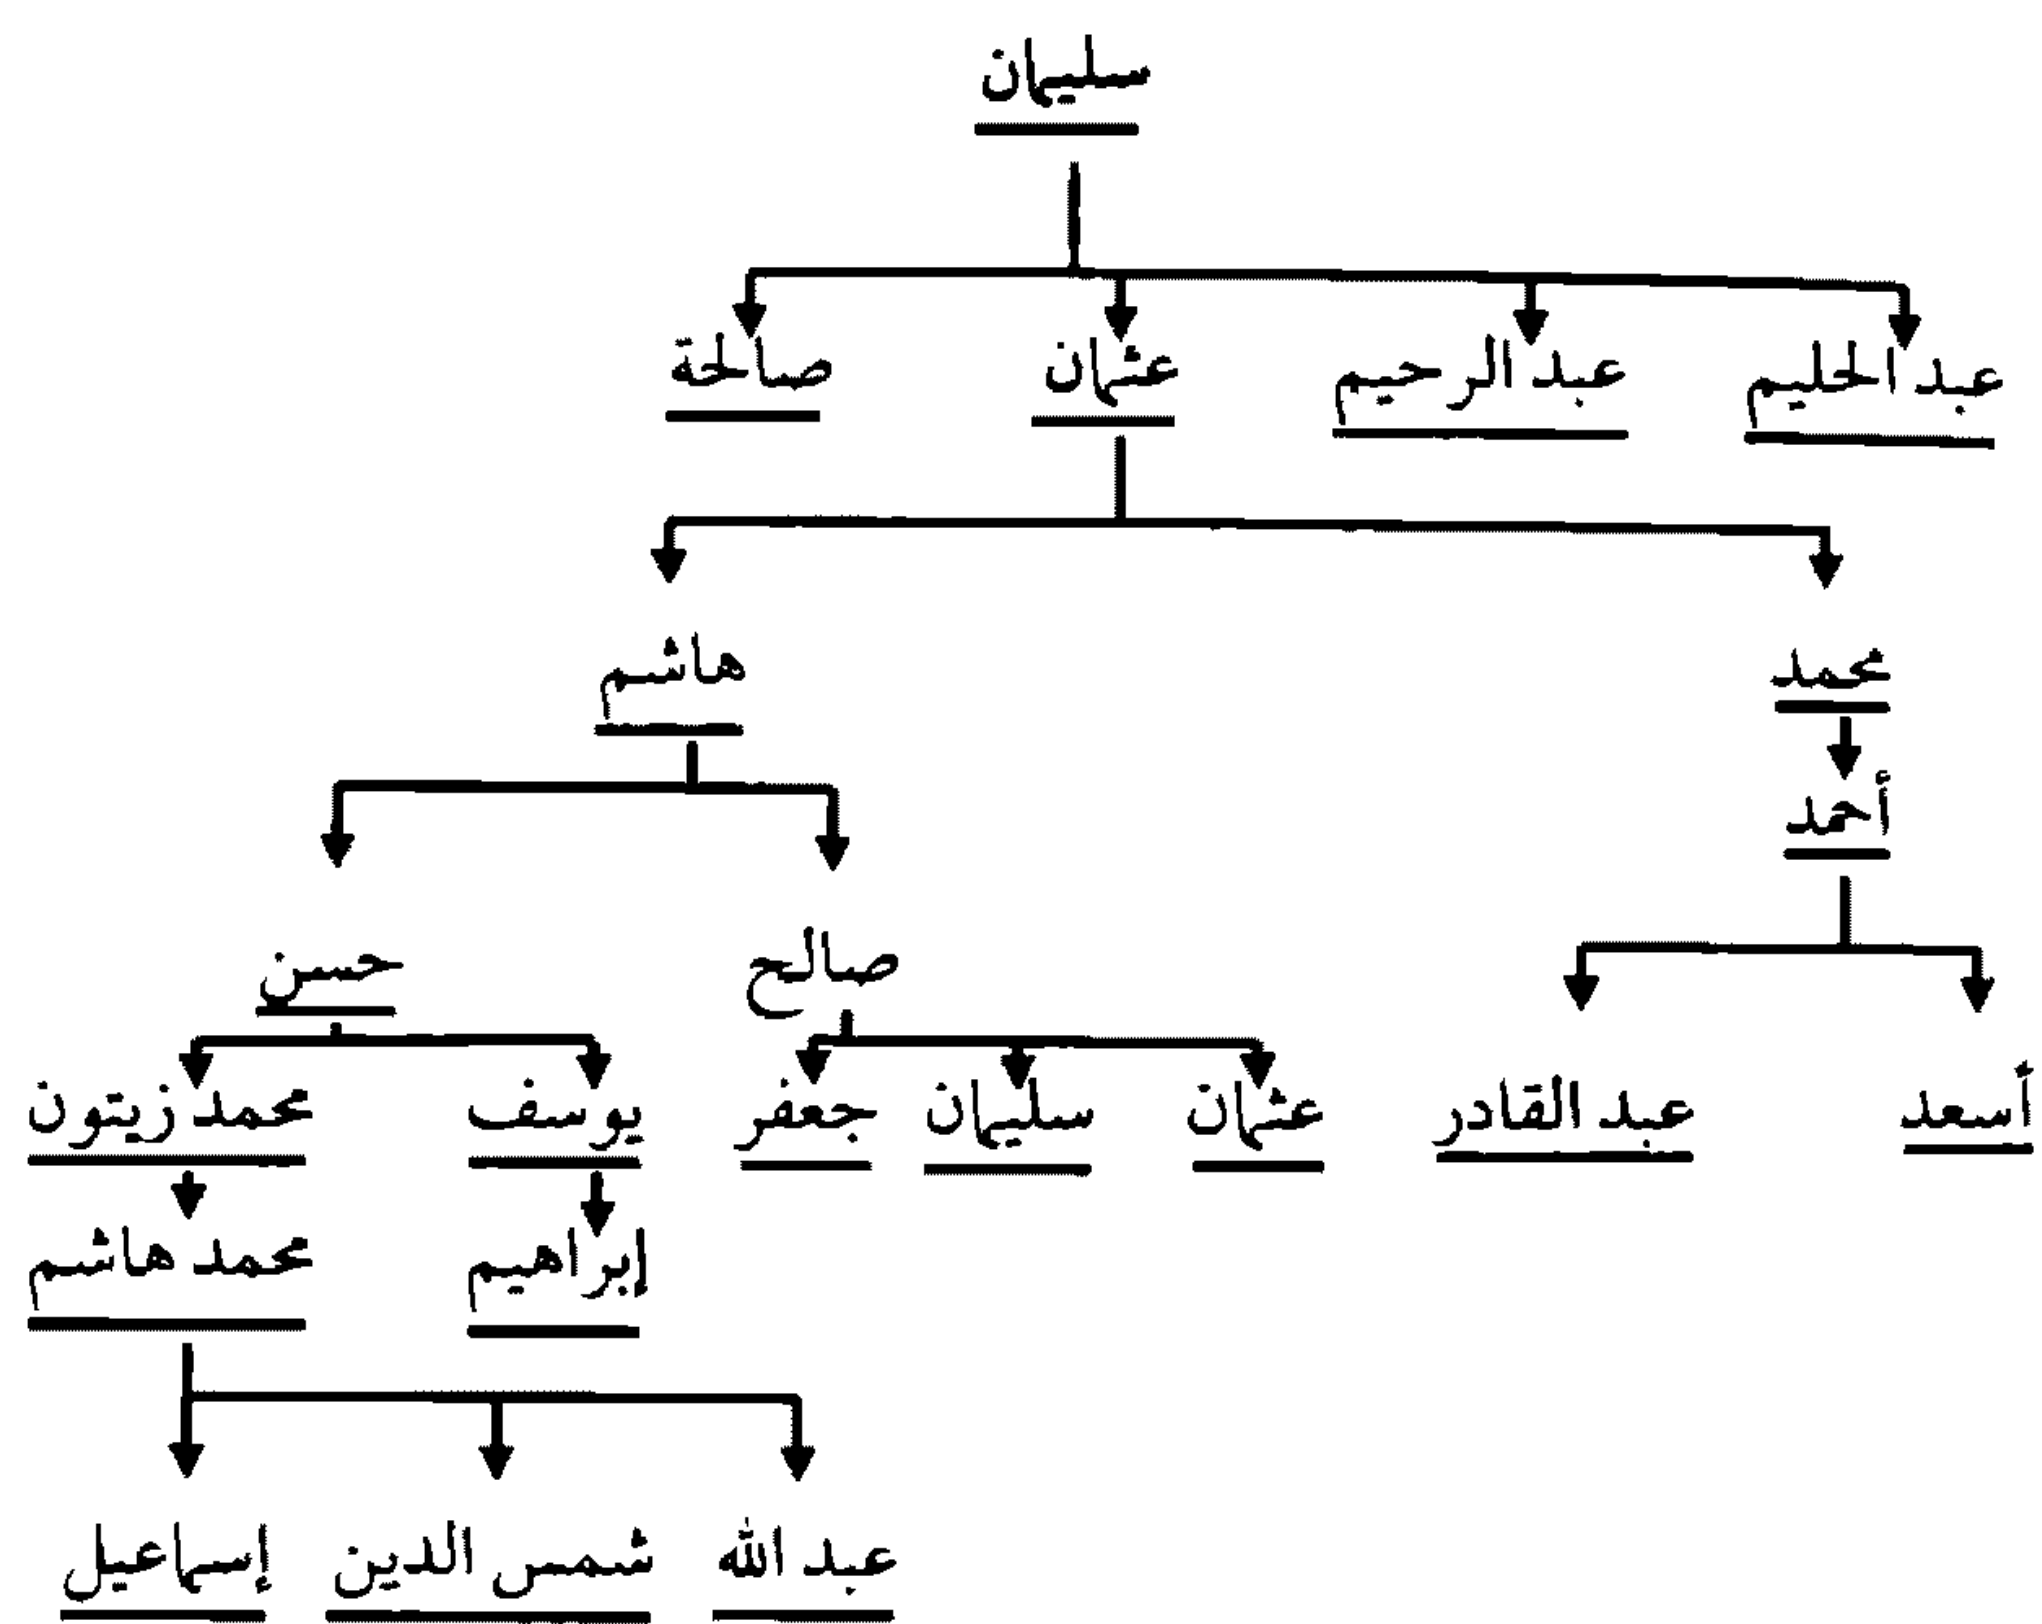 سليمان
عبد الحليم عبد الرحيم عثمان صالحة
محمد هاشم
أحمد
صالح حسن
أسعد عبد القادر عثمان سليمان جعفر يوسف محمد زيتون
إبراهيم محمد هاشم
عبد الله شمس الدين إسماعيل